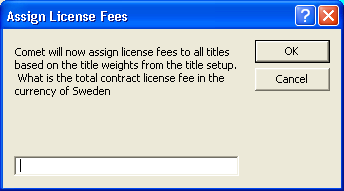 Assign License Fees
Comet will now assign license fees to all titles
based on the title weights from the title setup.
What is the total contract license fee in the
currency of Sweden
OK
Cancel